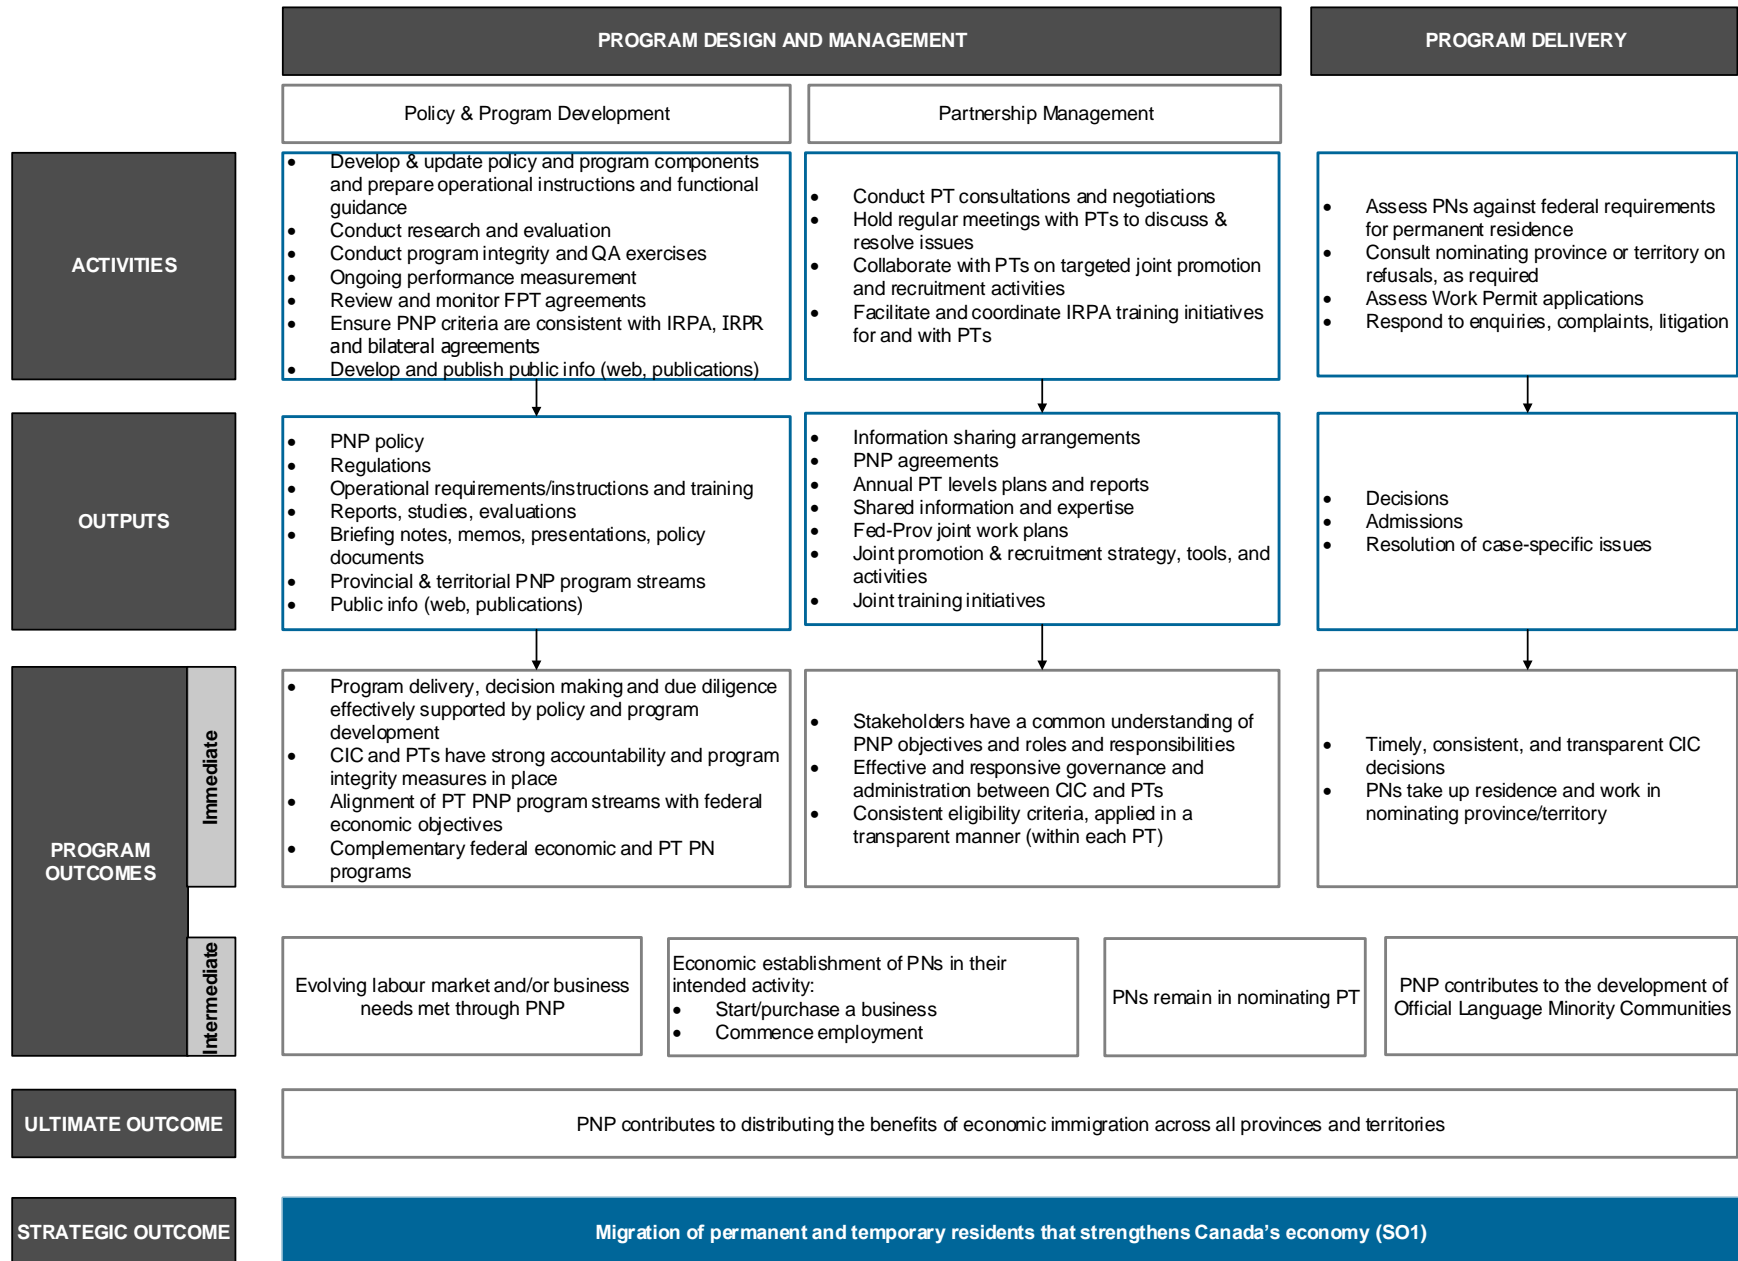 PROGRAM DESIGN AND MANAGEMENT
PROGRAM DELIVERY
Policy & Program Development
Partnership Management
ACTIVITIES
• Develop & update policy and program components
and prepare operational instructions and functional
guidance
• Conduct research and evaluation
• Conduct program integrity and QA exercises
• Ongoing performance measurement
• Review and monitor FPT agreements
• Ensure PNP criteria are consistent with IRPA, IRPR
and bilateral agreements
• Develop and publish public info (web, publications)
• Conduct PT consultations and negotiations
• Hold regular meetings with PTs to discuss &
resolve issues
• Collaborate with PTs on targeted joint promotion
and recruitment activities
• Facilitate and coordinate IRPA training initiatives
for and with PTs
• Assess PNs against federal requirements
for permanent residence
• Consult nominating province or territory on
refusals, as required
• Assess Work Permit applications
• Respond to enquiries, complaints, litigation
OUTPUTS
• PNP policy
• Regulations
• Operational requirements/instructions and training
• Reports, studies, evaluations
• Briefing notes, memos, presentations, policy
documents
• Provincial & territorial PNP program streams
• Public info (web, publications)
• Information sharing arrangements
• PNP agreements
• Annual PT levels plans and reports
• Shared information and expertise
• Fed-Prov joint work plans
• Joint promotion & recruitment strategy, tools, and
activities
• Joint training initiatives
• Decisions
• Admissions
• Resolution of case-specific issues
PROGRAM
OUTCOMES
Immediate
• Program delivery, decision making and due diligence
effectively supported by policy and program
development
• CIC and PTs have strong accountability and program
integrity measures in place
• Alignment of PT PNP program streams with federal
economic objectives
• Complementary federal economic and PT PN
programs
• Stakeholders have a common understanding of
PNP objectives and roles and responsibilities
• Effective and responsive governance and
administration between CIC and PTs
• Consistent eligibility criteria, applied in a
transparent manner (within each PT)
• Timely, consistent, and transparent CIC
decisions
• PNs take up residence and work in
nominating province/territory
Intermediate
Evolving labour market and/or business
needs met through PNP
Economic establishment of PNs in their
intended activity:
• Start/purchase a business
• Commence employment
PNs remain in nominating PT
PNP contributes to the development of
Official Language Minority Communities
ULTIMATE OUTCOME
PNP contributes to distributing the benefits of economic immigration across all provinces and territories
STRATEGIC OUTCOME
Migration of permanent and temporary residents that strengthens Canada's economy (SO1)